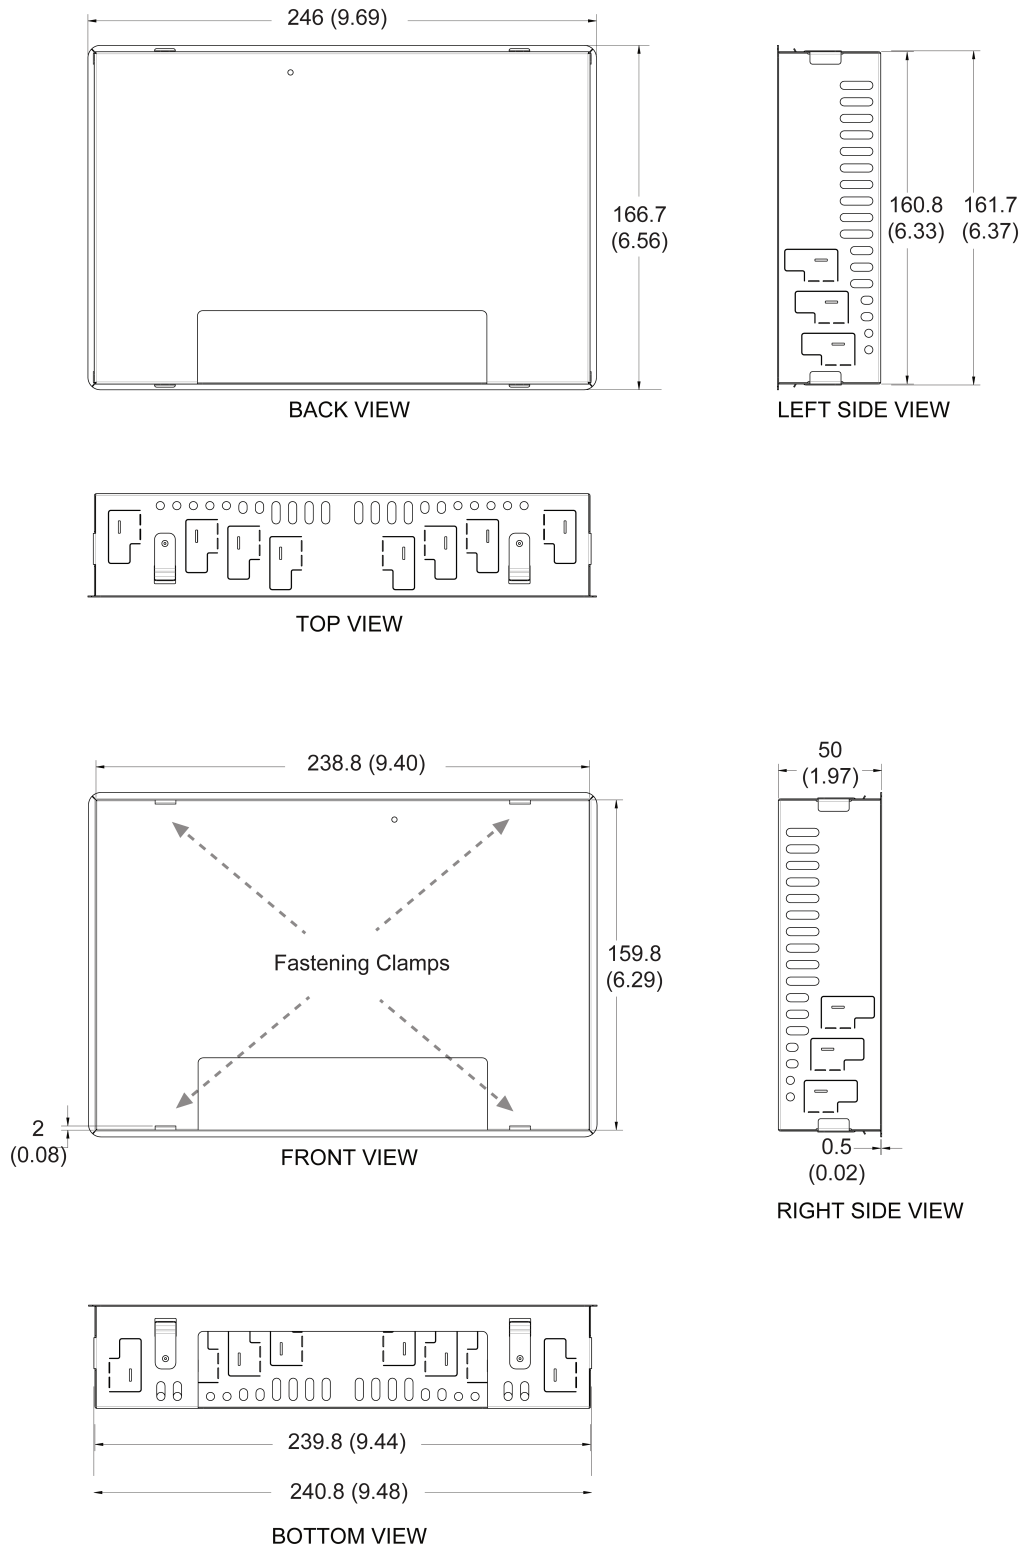 246 (9.69)
166.7
(6.56)
160.8
(6.33)
161.7
(6.37)
BACK VIEW
LEFT SIDE VIEW
TOP VIEW
238.8 (9.40)
50
(1.97)
Fastening Clamps
159.8
(6.29)
2
(0.08)
FRONT VIEW
0.5
(0.02)
RIGHT SIDE VIEW
239.8 (9.44)
240.8 (9.48)
BOTTOM VIEW